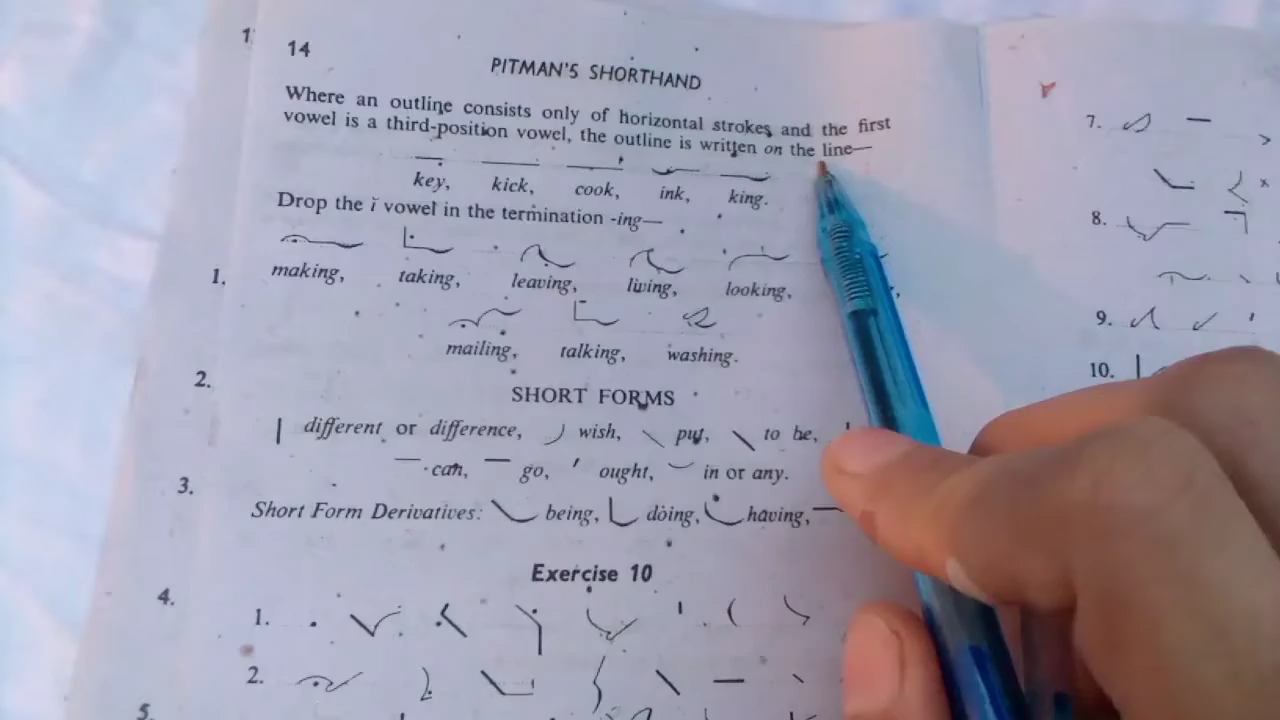 14
PITMAN'S SHORTHAND
Where an outline consists only of horizontal strokes and the first
vowel is a third-position vowel, the outline is written on the line—
key, kick, cook, ink, king.
Drop the ĭ vowel in the termination -ing—
1. making, taking, leaving, living, looking,
mailing, talking, washing.
2.
SHORT FORMS
different or difference, wish, put, to be,
can, go, ought, in or any.
3.
Short Form Derivatives: being, doing, having,
Exercise 10
4.
1.
2.
5.
7.
8.
9.
10.